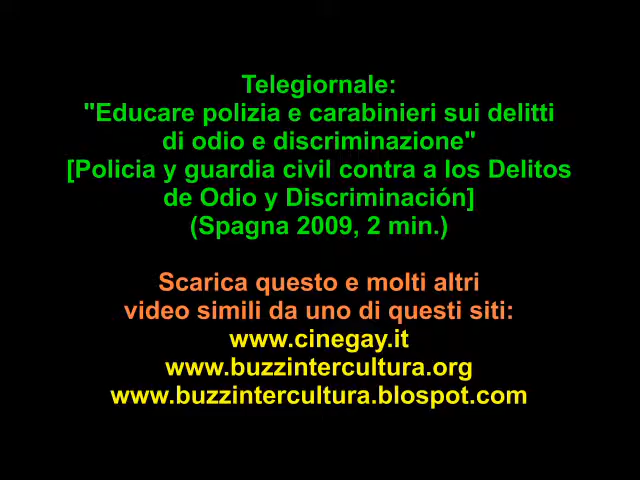 Telegiornale:
"Educare polizia e carabinieri sui delitti
di odio e discriminazione"
[Policia y guardia civil contra a los Delitos
de Odio y Discriminación]
(Spagna 2009, 2 min.)
Scarica questo e molti altri
video simili da uno di questi siti:
www.cinegay.it
www.buzzintercultura.org
www.buzzintercultura.blospot.com